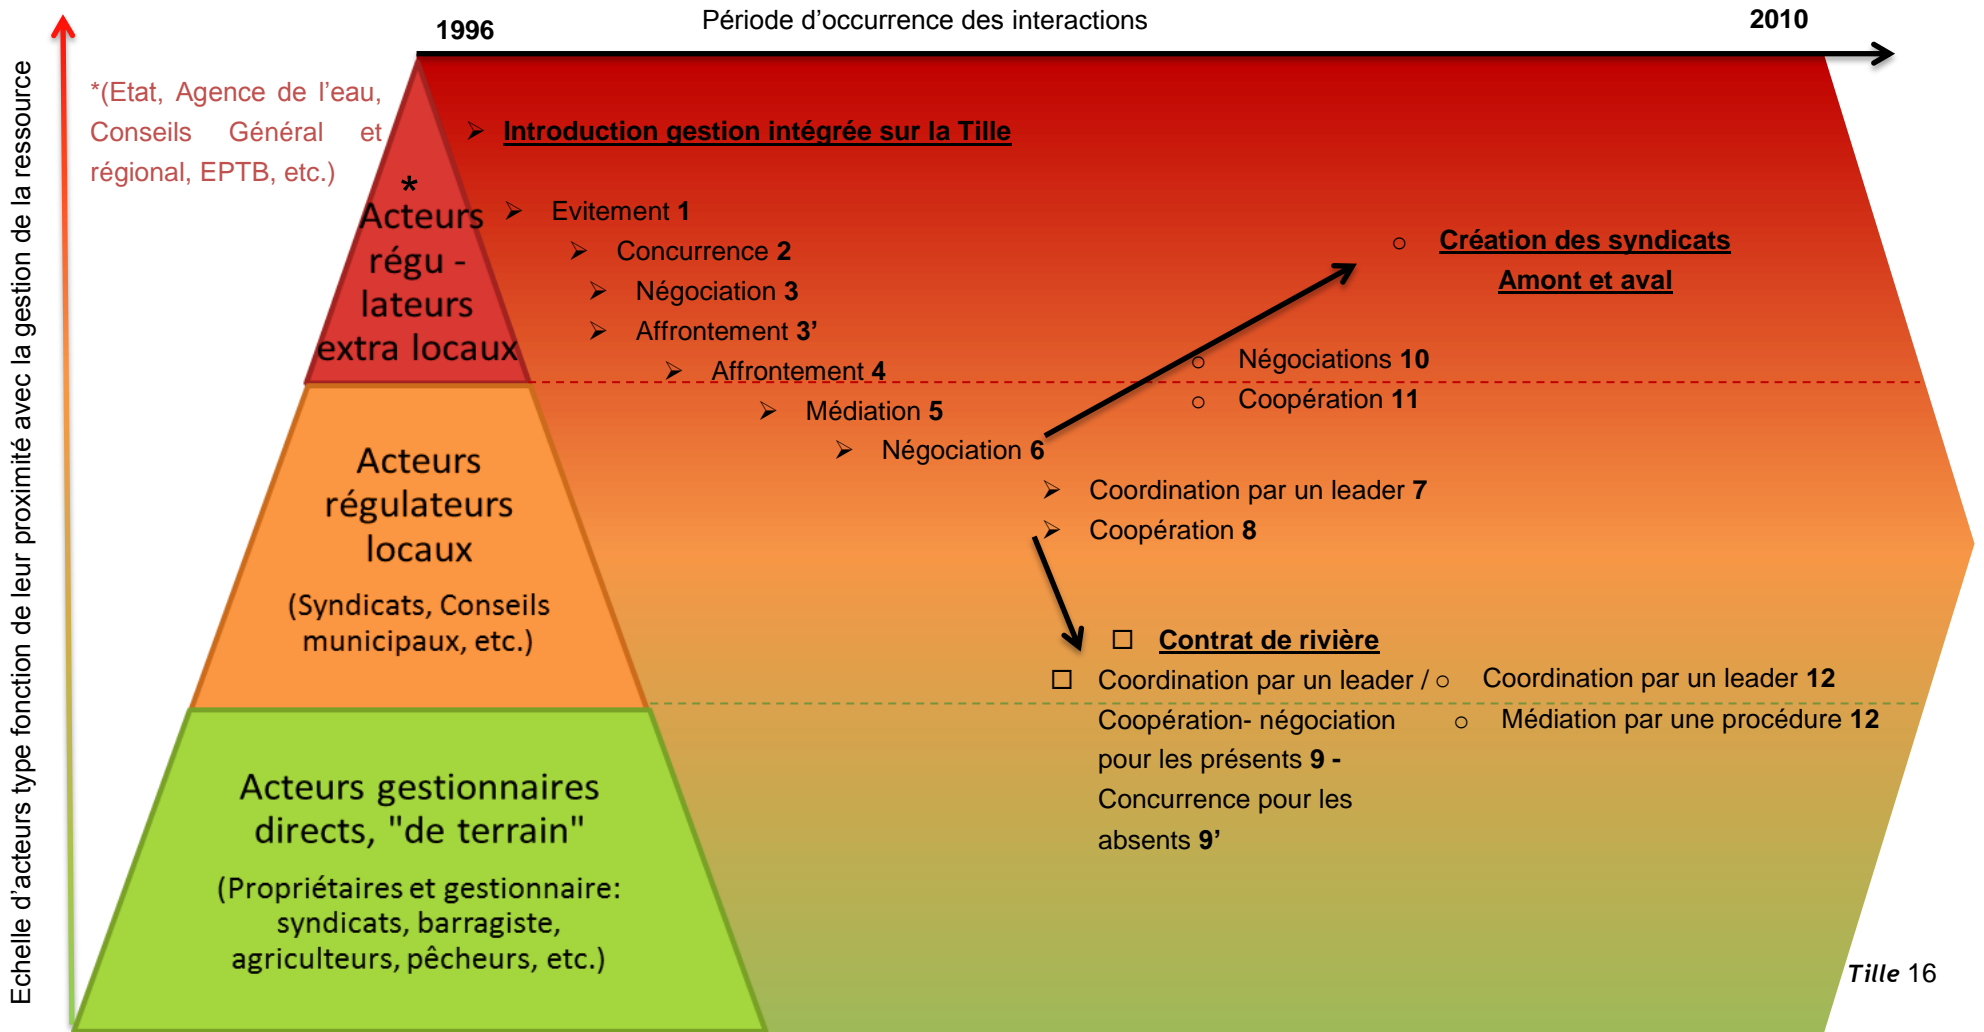 Période d’occurrence des interactions
1996
2010
Echelle d’acteurs type fonction de leur proximité avec la gestion de la ressource
*(Etat, Agence de l’eau,
Conseils Général et
régional, EPTB, etc.)
*
Acteurs
régu -
lateurs
extra locaux
Acteurs
régulateurs
locaux
(Syndicats, Conseils
municipaux, etc.)
Acteurs gestionnaires
directs, "de terrain"
(Propriétaires et gestionnaire:
syndicats, barragiste,
agriculteurs, pêcheurs, etc.)
➢ Introduction gestion intégrée sur la Tille
➢ Evitement 1
➢ Concurrence 2
➢ Négociation 3
➢ Affrontement 3’
➢ Affrontement 4
➢ Médiation 5
➢ Négociation 6
➢ Coordination par un leader 7
➢ Coopération 8
○ Création des syndicats
Amont et aval
○ Négociations 10
○ Coopération 11
□ Contrat de rivière
□ Coordination par un leader /
Coopération- négociation
pour les présents 9 -
Concurrence pour les
absents 9’
○ Coordination par un leader 12
○ Médiation par une procédure 12
Tille 16